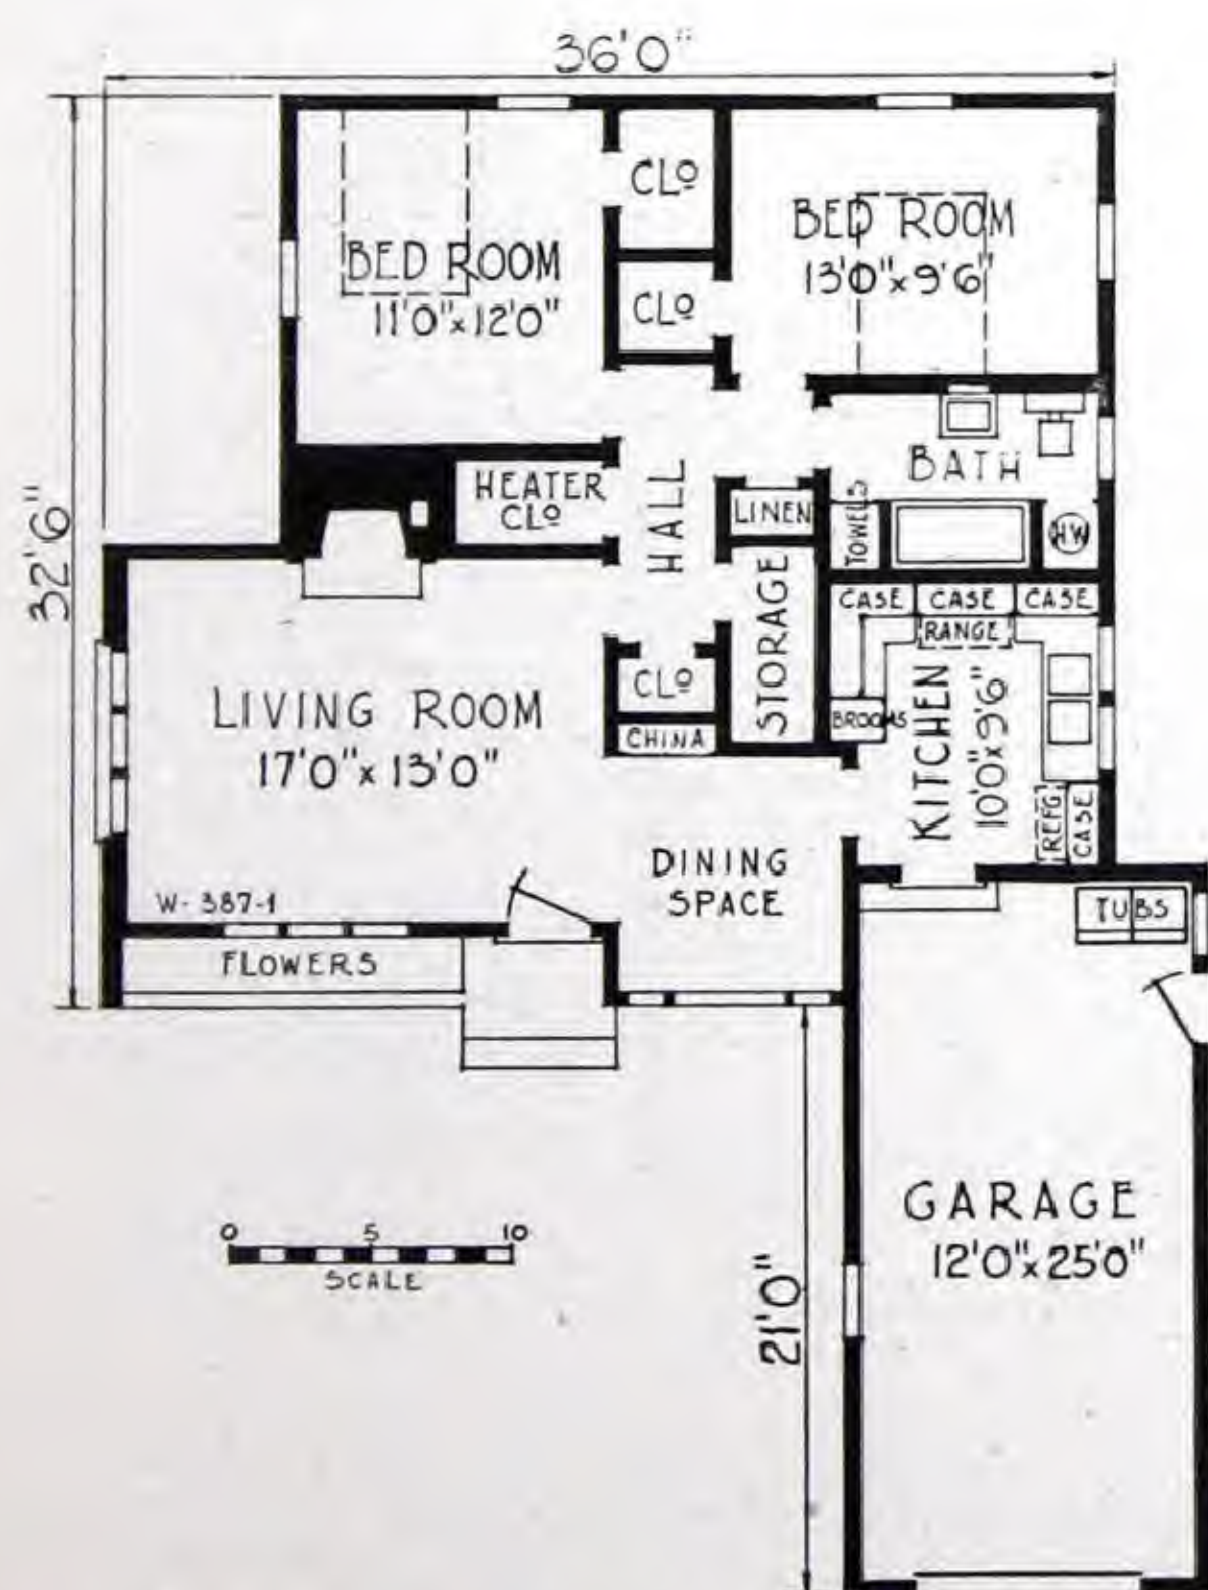 36'0"
CLO
BED ROOM
13'0"x9'6"
BED ROOM
11'0"x12'0"
CLO
32'6"
HEATER
CLO
HALL
BATH
LINEN
TOWELS
HW
STORAGE
CASE
CASE
CASE
RANGE
CLO
BROOMS
CHINA
KITCHEN
10'0"x9'6"
REFG
CASE
LIVING ROOM
17'0"x13'0"
DINING
SPACE
W-387-1
FLOWERS
TUBS
GARAGE
12'0"x25'0"
21'0"
0 5 10
SCALE